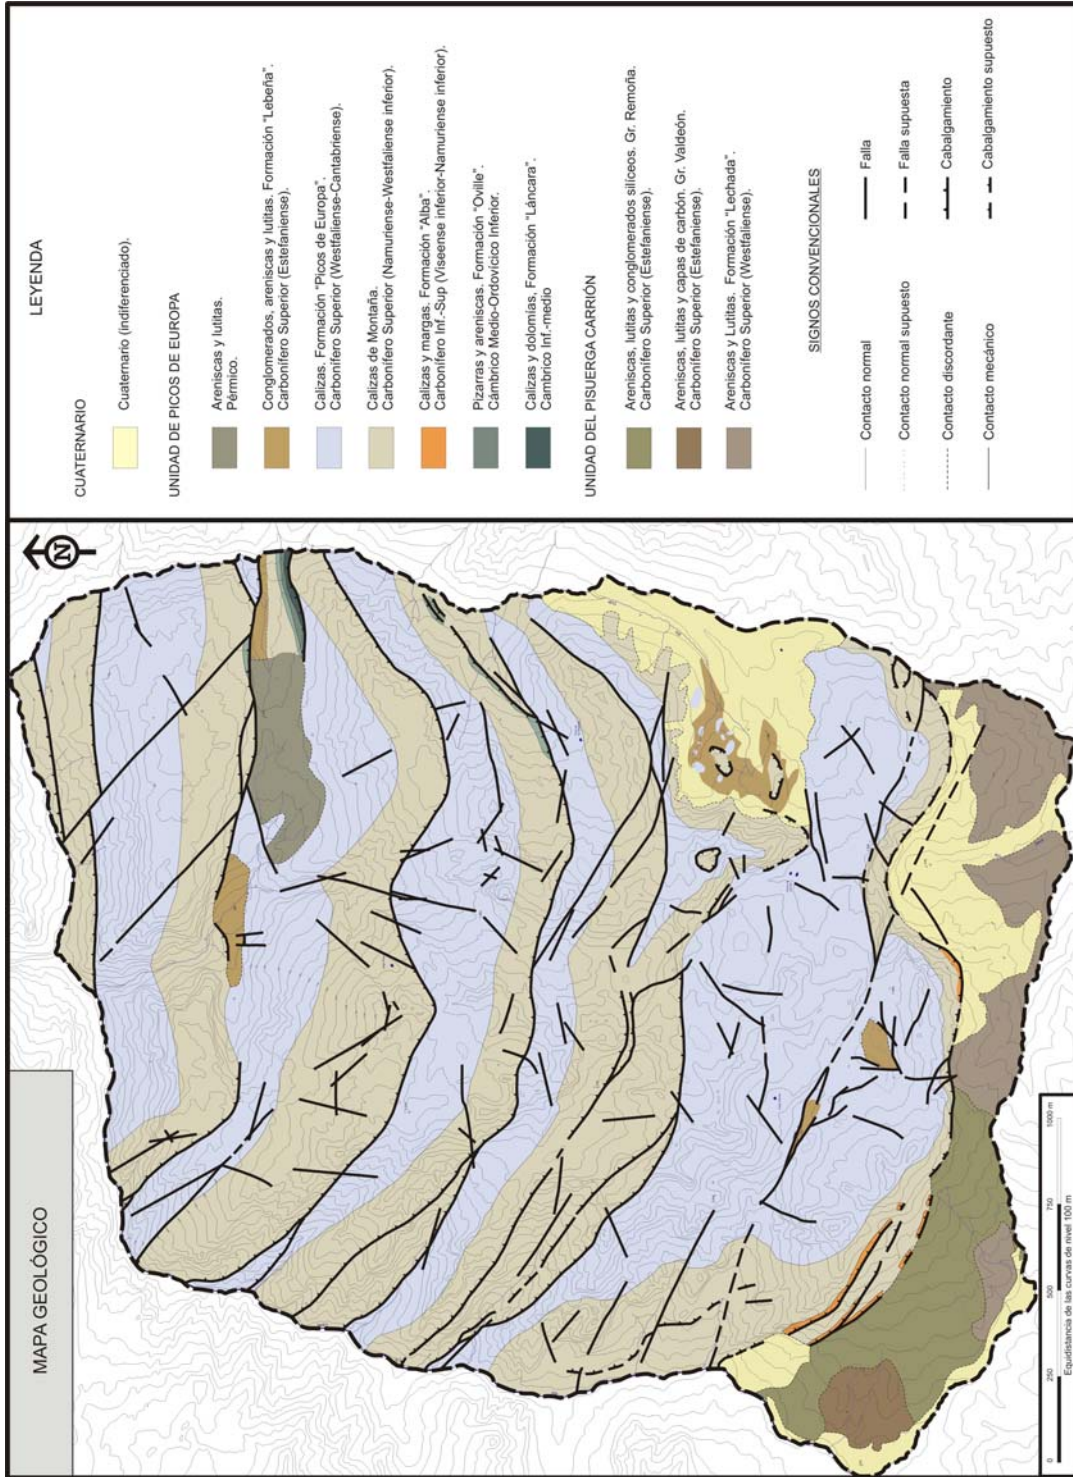 MAPA GEOLÓGICO
N
0
250
500
750
1000 m
Equidistancia de las curvas de nivel 100 m
LEYENDA
CUATERNARIO
Cuaternario (indiferenciado).
UNIDAD DE PICOS DE EUROPA
Areniscas y lutitas.
Pérmico.
Conglomerados, areniscas y lutitas. Formación "Lebeña".
Carbonífero Superior (Estefaniense).
Calizas. Formación "Picos de Europa".
Carbonífero Superior (Westfaliense-Cantabriense).
Calizas de Montaña.
Carbonífero Superior (Namuriense-Westfaliense inferior).
Calizas y margas. Formación "Alba".
Carbonífero Inf.-Sup (Viseense inferior-Namuriense inferior).
Pizarras y areniscas. Formación "Oville".
Cámbrico Medio-Ordovícico Inferior.
Calizas y dolomías, Formación "Láncara".
Cambrico Inf.-medio
UNIDAD DEL PISUERGA CARRIÓN
Areniscas, lutitas y conglomerados silíceos. Gr. Remoña.
Carbonífero Superior (Estefaniense).
Areniscas, lutitas y capas de carbón. Gr. Valdeón.
Carbonífero Superior (Estefaniense).
Areniscas y Lutitas. Formación "Lechada".
Carbonífero Superior (Westfaliense).
SIGNOS CONVENCIONALES
Contacto normal
Contacto normal supuesto
Contacto discordante
Contacto mecánico
Falla
Falla supuesta
Cabalgamiento
Cabalgamiento supuesto